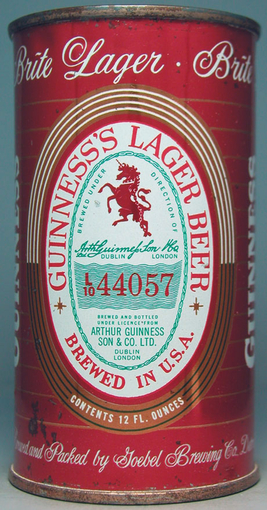 Brite Lager · Brite
GUINNESS'S LAGER BEER
BREWED UNDER DIRECTION OF
Arth Guinness Son & Co
DUBLIN LONDON
L/10 44057
BREWED AND BOTTLED
UNDER LICENCE FROM
ARTHUR GUINNESS
SON & CO. LTD.
DUBLIN
LONDON
BREWED IN U.S.A.
CONTENTS 12 FL. OUNCES
and Packed by Goebel Brewing Co.